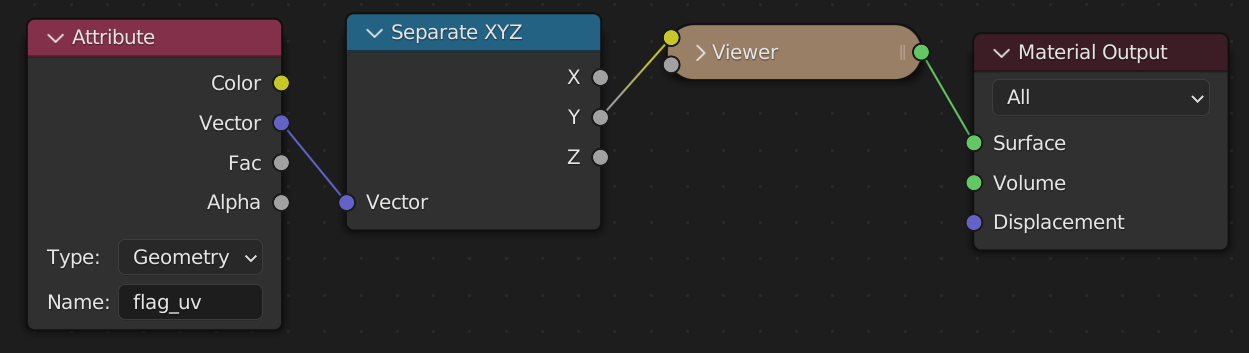 Attribute
Color
Vector
Fac
Alpha
Type: Geometry
Name: flag_uv
Separate XYZ
X
Y
Z
Vector
Viewer
Material Output
All
Surface
Volume
Displacement